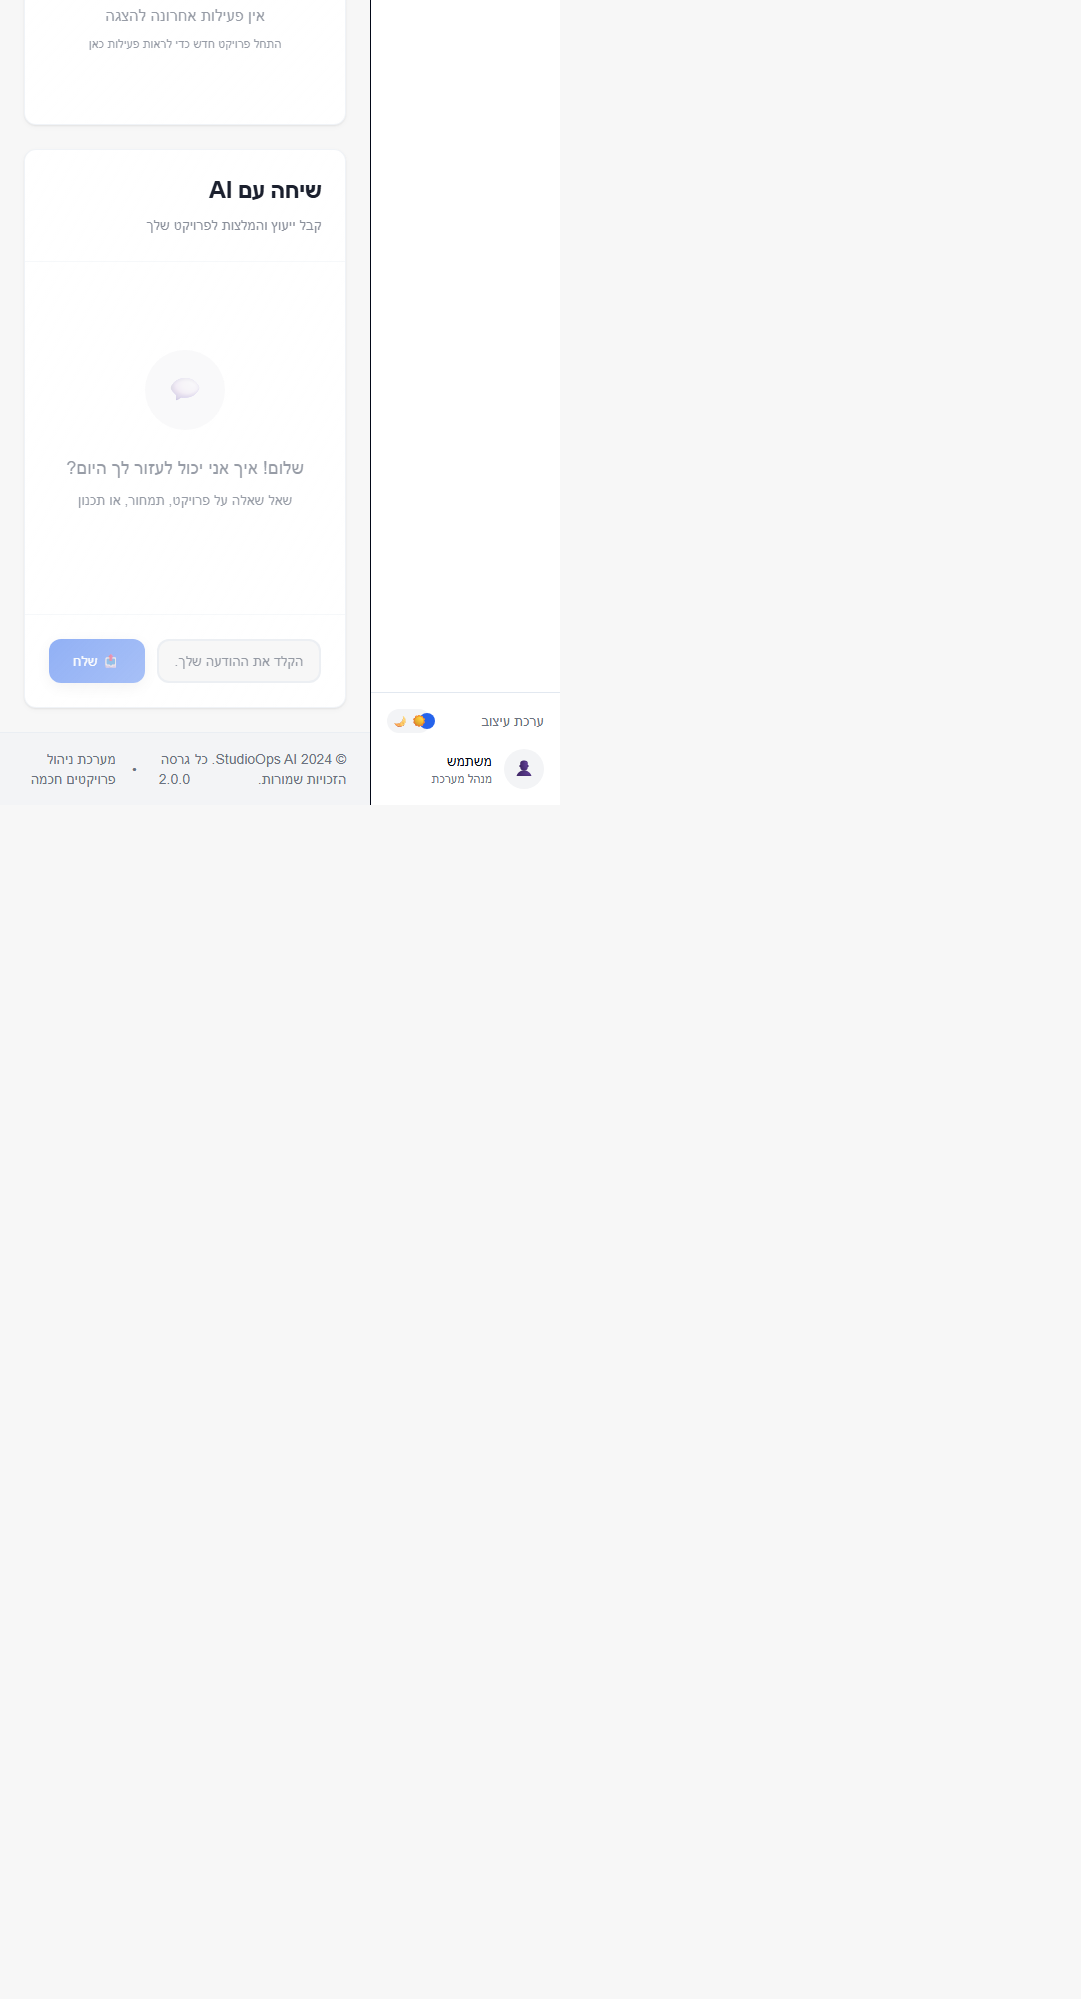 אין פעילות אחרונה להצגה
התחל פרויקט חדש כדי לראות פעילות כאן
שיחה עם AI
קבל ייעוץ והמלצות לפרויקט שלך
שלום! איך אני יכול לעזור לך היום?
שאל שאלה על פרויקט, תמחור, או תכנון
הקלד את ההודעה שלך.
שלח
© 2024 StudioOps AI. כל
הזכויות שמורות.
גרסה
2.0.0
•
מערכת ניהול
פרויקטים חכמה
ערכת עיצוב
משתמש
מנהל מערכת